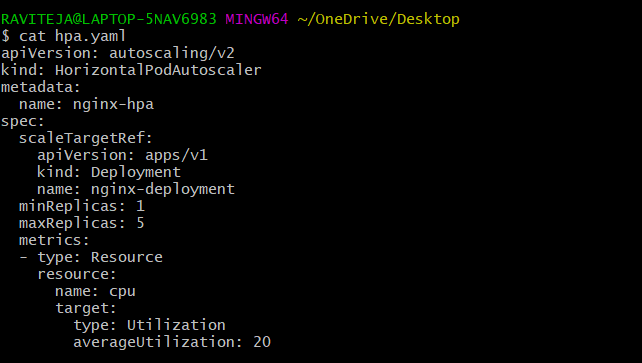 RAVITEJA@LAPTOP-5NAV6983 MINGW64 ~/OneDrive/Desktop
$ cat hpa.yaml
apiVersion: autoscaling/v2
kind: HorizontalPodAutoscaler
metadata:
  name: nginx-hpa
spec:
  scaleTargetRef:
    apiVersion: apps/v1
    kind: Deployment
    name: nginx-deployment
  minReplicas: 1
  maxReplicas: 5
  metrics:
  - type: Resource
    resource:
      name: cpu
      target:
        type: Utilization
        averageUtilization: 20